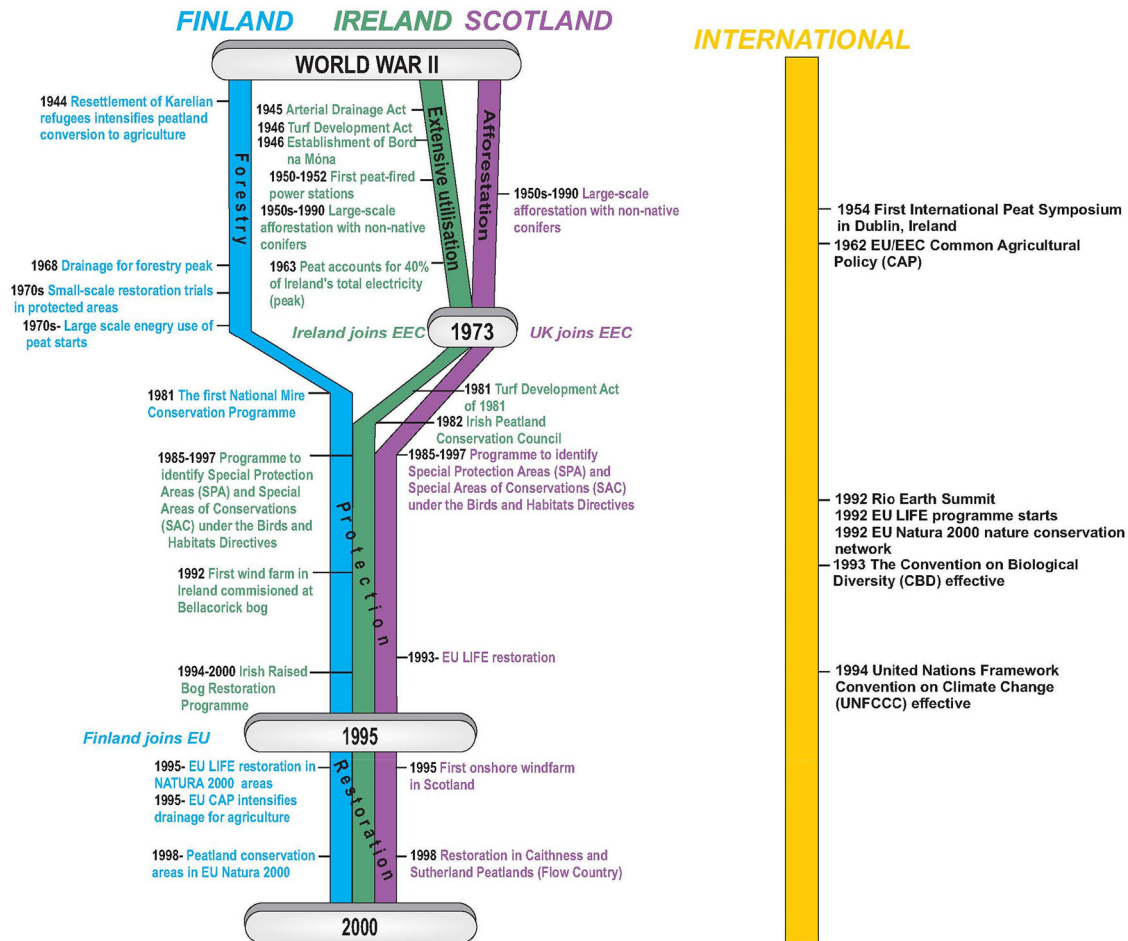 FINLAND
IRELAND
SCOTLAND
INTERNATIONAL
WORLD WAR II
1944 Resettlement of Karelian
refugees intensifies peatland
conversion to agriculture
Forestry
1968 Drainage for forestry peak
1970s Small-scale restoration trials
in protected areas
1970s- Large scale enegry use of
peat starts
1945 Arterial Drainage Act
1946 Turf Development Act
1946 Establishment of Bord
na Móna
1950-1952 First peat-fired
power stations
1950s-1990 Large-scale
afforestation with non-native
conifers
1963 Peat accounts for 40%
of Ireland's total electricity
(peak)
Extensive utilisation
Afforestation
1950s-1990 Large-scale
afforestation with non-native
conifers
1954 First International Peat Symposium
in Dublin, Ireland
1962 EU/EEC Common Agricultural
Policy (CAP)
Ireland joins EEC
1973
UK joins EEC
1981 The first National Mire
Conservation Programme
1981 Turf Development Act
of 1981
1982 Irish Peatland
Conservation Council
1985-1997 Programme to
identify Special Protection
Areas (SPA) and Special
Areas of Conservations
(SAC) under the Birds and
Habitats Directives
1985-1997 Programme to identify
Special Protection Areas (SPA) and
Special Areas of Conservations (SAC)
under the Birds and Habitats Directives
Protection
1992 First wind farm in
Ireland commisioned at
Bellacorick bog
1992 Rio Earth Summit
1992 EU LIFE programme starts
1992 EU Natura 2000 nature conservation
network
1993 The Convention on Biological
Diversity (CBD) effective
1993- EU LIFE restoration
1994-2000 Irish Raised
Bog Restoration
Programme
1994 United Nations Framework
Convention on Climate Change
(UNFCCC) effective
Finland joins EU
1995
1995- EU LIFE restoration in
NATURA 2000 areas
1995- EU CAP intensifies
drainage for agriculture
1995 First onshore windfarm
in Scotland
Restoration
1998- Peatland conservation
areas in EU Natura 2000
1998 Restoration in Caithness and
Sutherland Peatlands (Flow Country)
2000